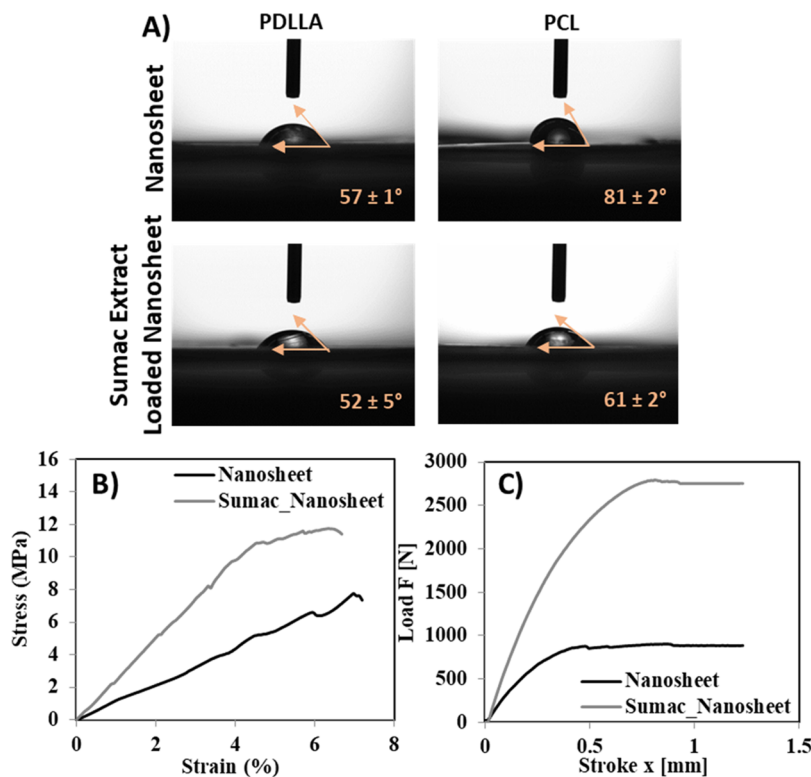 A)
PDLLA
PCL
Nanosheet
57 ± 1°
81 ± 2°
Sumac Extract
Loaded Nanosheet
52 ± 5°
61 ± 2°
B)
Nanosheet
Sumac_Nanosheet
Stress (MPa)
16
14
12
10
8
6
4
2
0
0 2 4 6 8
Strain (%)
C)
Load F [N]
3000
2500
2000
1500
1000
500
0
Nanosheet
Sumac_Nanosheet
0 0.5 1 1.5
Stroke x [mm]